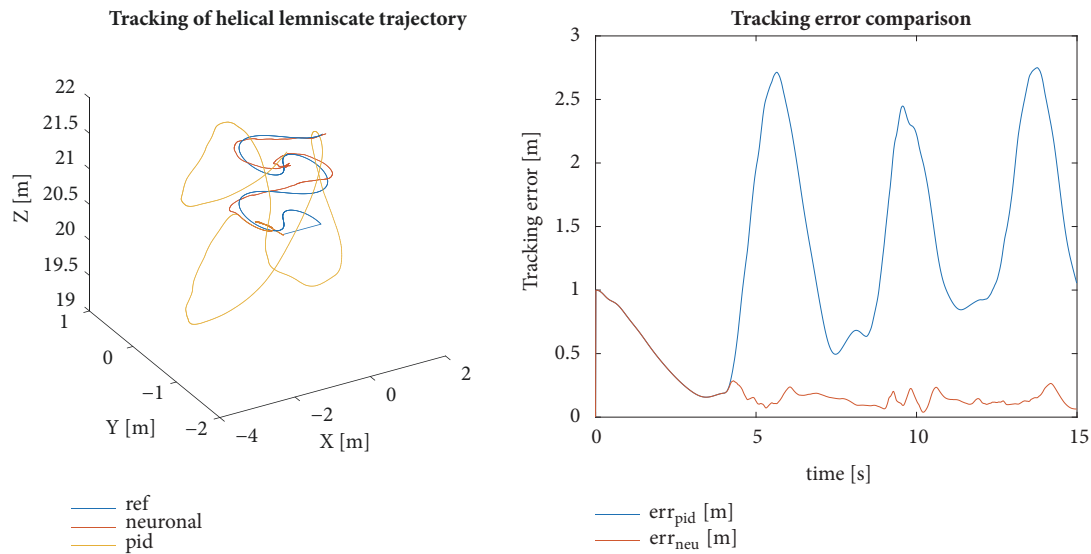 Tracking of helical lemniscate trajectory
22
21.5
21
20.5
20
19.5
19
Z [m]
1
0
−1
−2
Y [m]
−4
−2
0
2
X [m]
ref
neuronal
pid
Tracking error comparison
3
2.5
2
1.5
1
0.5
0
Tracking error [m]
0
5
10
15
time [s]
err_pid [m]
err_neu [m]